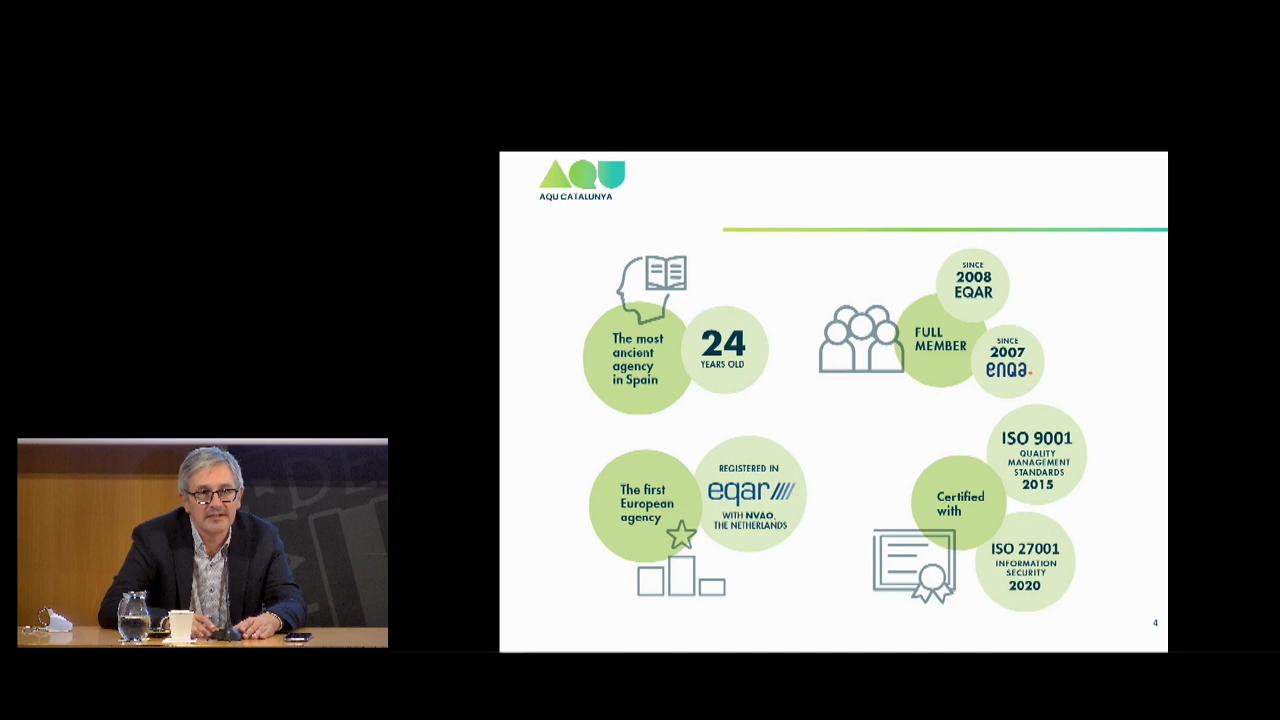 AQU
AQU CATALUNYA
The most
ancient
agency
in Spain
24
YEARS OLD
FULL
MEMBER
SINCE
2008
EQAR
SINCE
2007
enqa.
The first
European
agency
REGISTERED IN
eqar////
WITH NVAO,
THE NETHERLANDS
Certified
with
ISO 9001
QUALITY
MANAGEMENT
STANDARDS
2015
ISO 27001
INFORMATION
SECURITY
2020
4